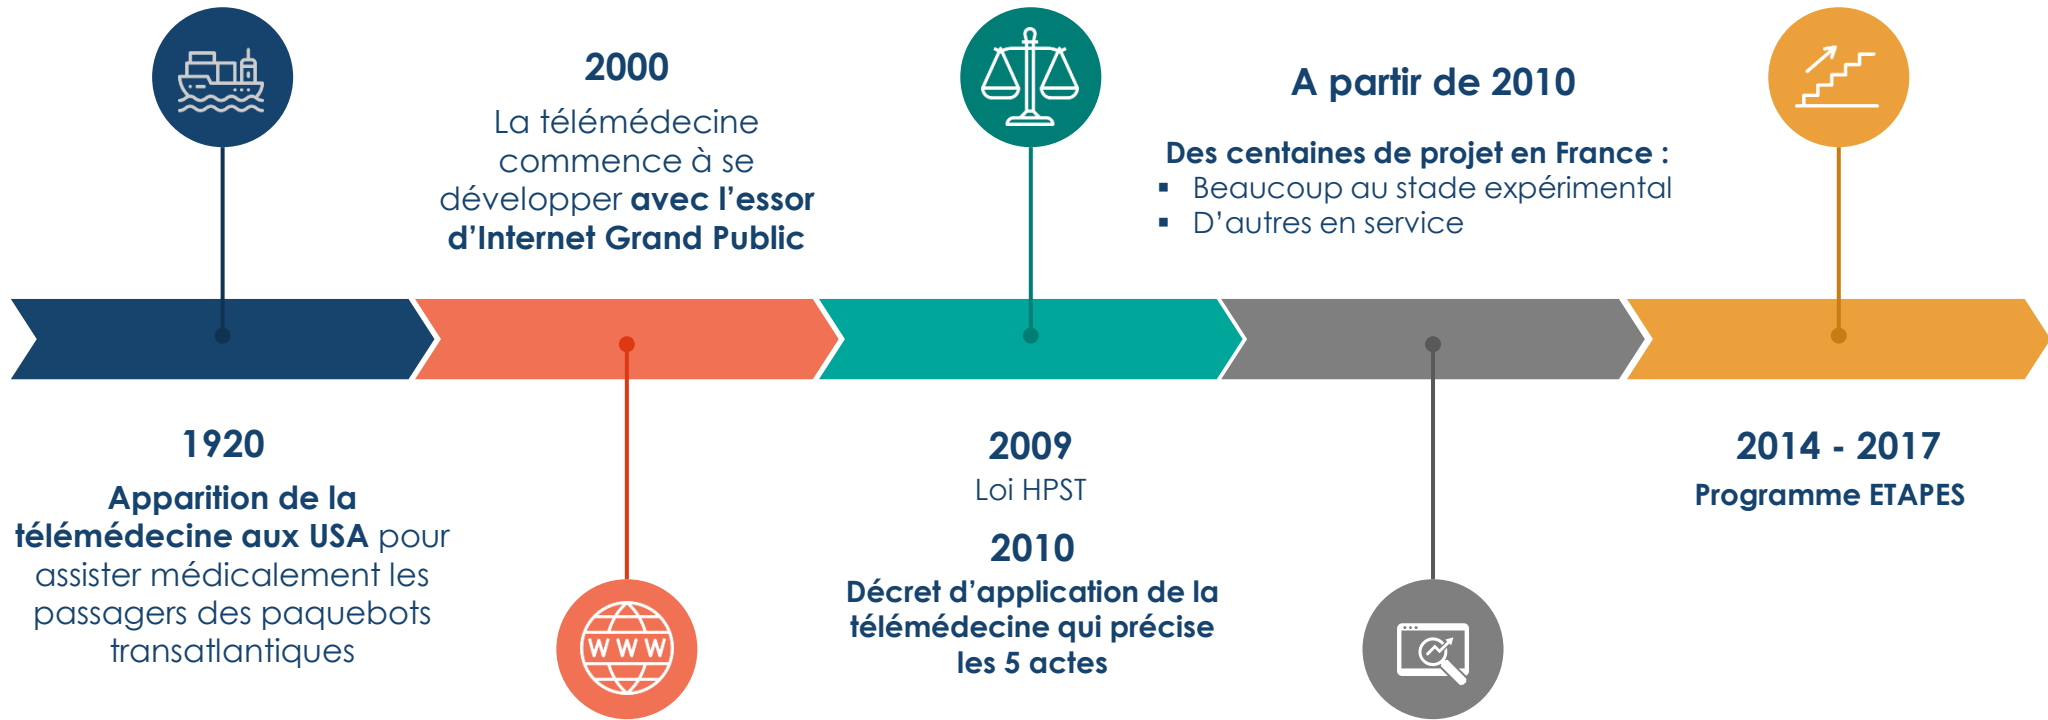 1920
Apparition de la
télémédecine aux USA pour
assister médicalement les
passagers des paquebots
transatlantiques
2000
La télémédecine
commence à se
développer avec l'essor
d'Internet Grand Public
WWW
2009
Loi HPST
2010
Décret d'application de la
télémédecine qui précise
les 5 actes
A partir de 2010
Des centaines de projet en France :
▪ Beaucoup au stade expérimental
▪ D'autres en service
2014 - 2017
Programme ETAPES